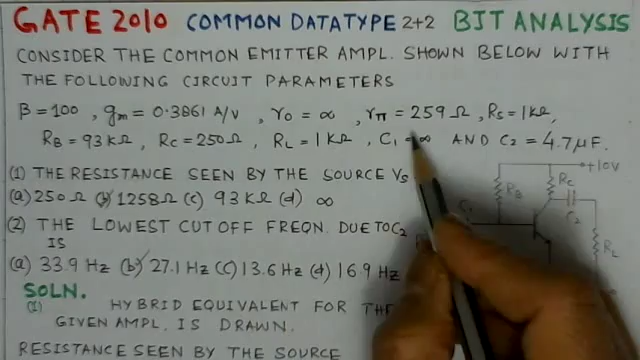 GATE 2010 COMMON DATATYPE 2+2 BJT ANALYSIS
CONSIDER THE COMMON EMITTER AMPL. SHOWN BELOW WITH
THE FOLLOWING CIRCUIT PARAMETERS
β=100, gm = 0.3861 A/V, r0 = ∞, rπ = 259 Ω, RS = 1 kΩ,
RB = 93 kΩ, RC = 250 Ω, RL = 1 kΩ, C1 = ∞ AND C2 = 4.7 μF.
(1) THE RESISTANCE SEEN BY THE SOURCE VS
(a) 250 Ω (b) 1258 Ω (c) 93 kΩ (d) ∞
(2) THE LOWEST CUT OFF FREQN. DUE TO C2
IS
(a) 33.9 Hz (b) 27.1 Hz (c) 13.6 Hz (d) 16.9 Hz
SOLN.
(1) HYBRID EQUIVALENT FOR THE
GIVEN AMPL. IS DRAWN.
RESISTANCE SEEN BY THE SOURCE
+10V
RB
RC
C1
C2
RL